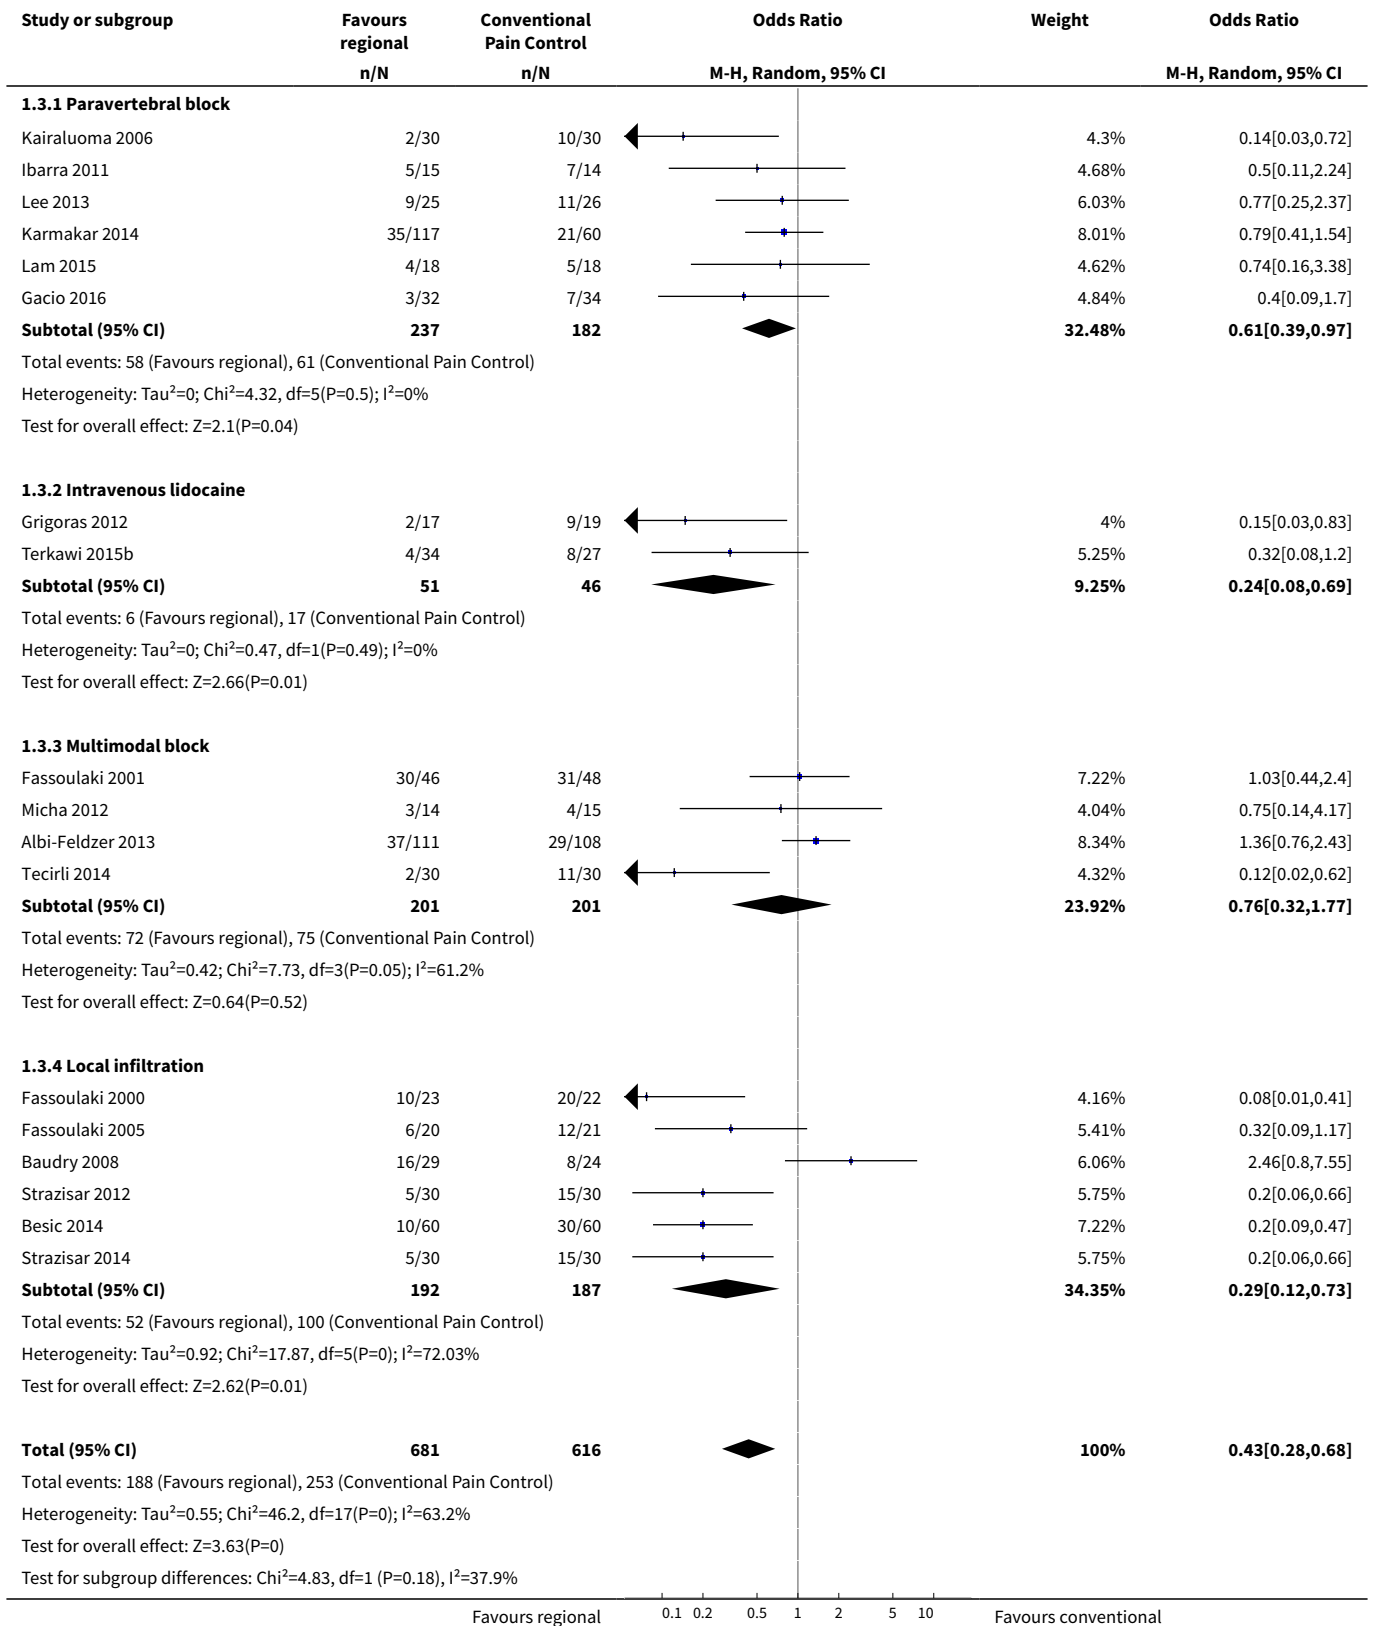 Study or subgroup Favours regional Conventional Pain Control Odds Ratio Weight Odds Ratio
n/N n/N M-H, Random, 95% CI M-H, Random, 95% CI
1.3.1 Paravertebral block
Kairaluoma 2006 2/30 10/30 4.3% 0.14[0.03,0.72]
Ibarra 2011 5/15 7/14 4.68% 0.5[0.11,2.24]
Lee 2013 9/25 11/26 6.03% 0.77[0.25,2.37]
Karmakar 2014 35/117 21/60 8.01% 0.79[0.41,1.54]
Lam 2015 4/18 5/18 4.62% 0.74[0.16,3.38]
Gacio 2016 3/32 7/34 4.84% 0.4[0.09,1.7]
Subtotal (95% CI) 237 182 32.48% 0.61[0.39,0.97]
Total events: 58 (Favours regional), 61 (Conventional Pain Control)
Heterogeneity: Tau²=0; Chi²=4.32, df=5(P=0.5); I²=0%
Test for overall effect: Z=2.1(P=0.04)
1.3.2 Intravenous lidocaine
Grigoras 2012 2/17 9/19 4% 0.15[0.03,0.83]
Terkawi 2015b 4/34 8/27 5.25% 0.32[0.08,1.2]
Subtotal (95% CI) 51 46 9.25% 0.24[0.08,0.69]
Total events: 6 (Favours regional), 17 (Conventional Pain Control)
Heterogeneity: Tau²=0; Chi²=0.47, df=1(P=0.49); I²=0%
Test for overall effect: Z=2.66(P=0.01)
1.3.3 Multimodal block
Fassoulaki 2001 30/46 31/48 7.22% 1.03[0.44,2.4]
Micha 2012 3/14 4/15 4.04% 0.75[0.14,4.17]
Albi-Feldzer 2013 37/111 29/108 8.34% 1.36[0.76,2.43]
Tecirli 2014 2/30 11/30 4.32% 0.12[0.02,0.62]
Subtotal (95% CI) 201 201 23.92% 0.76[0.32,1.77]
Total events: 72 (Favours regional), 75 (Conventional Pain Control)
Heterogeneity: Tau²=0.42; Chi²=7.73, df=3(P=0.05); I²=61.2%
Test for overall effect: Z=0.64(P=0.52)
1.3.4 Local infiltration
Fassoulaki 2000 10/23 20/22 4.16% 0.08[0.01,0.41]
Fassoulaki 2005 6/20 12/21 5.41% 0.32[0.09,1.17]
Baudry 2008 16/29 8/24 6.06% 2.46[0.8,7.55]
Strazisar 2012 5/30 15/30 5.75% 0.2[0.06,0.66]
Besic 2014 10/60 30/60 7.22% 0.2[0.09,0.47]
Strazisar 2014 5/30 15/30 5.75% 0.2[0.06,0.66]
Subtotal (95% CI) 192 187 34.35% 0.29[0.12,0.73]
Total events: 52 (Favours regional), 100 (Conventional Pain Control)
Heterogeneity: Tau²=0.92; Chi²=17.87, df=5(P=0); I²=72.03%
Test for overall effect: Z=2.62(P=0.01)
Total (95% CI) 681 616 100% 0.43[0.28,0.68]
Total events: 188 (Favours regional), 253 (Conventional Pain Control)
Heterogeneity: Tau²=0.55; Chi²=46.2, df=17(P=0); I²=63.2%
Test for overall effect: Z=3.63(P=0)
Test for subgroup differences: Chi²=4.83, df=1 (P=0.18), I²=37.9%
Favours regional 0.1 0.2 0.5 1 2 5 10 Favours conventional